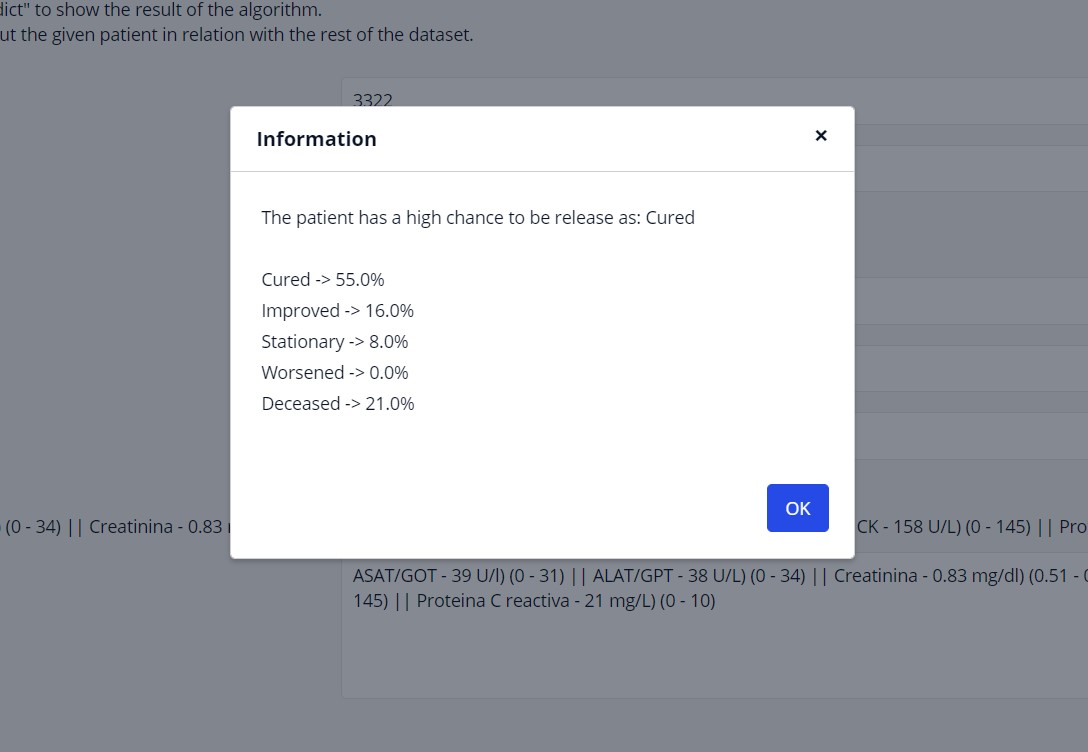 dict" to show the result of the algorithm.
ut the given patient in relation with the rest of the dataset.
3322
Information
×
The patient has a high chance to be release as: Cured
Cured -> 55.0%
Improved -> 16.0%
Stationary -> 8.0%
Worsened -> 0.0%
Deceased -> 21.0%
OK
) (0 - 34) || Creatinina - 0.83
CK - 158 U/L) (0 - 145) || Pro
ASAT/GOT - 39 U/l) (0 - 31) || ALAT/GPT - 38 U/L) (0 - 34) || Creatinina - 0.83 mg/dl) (0.51 -
145) || Proteina C reactiva - 21 mg/L) (0 - 10)